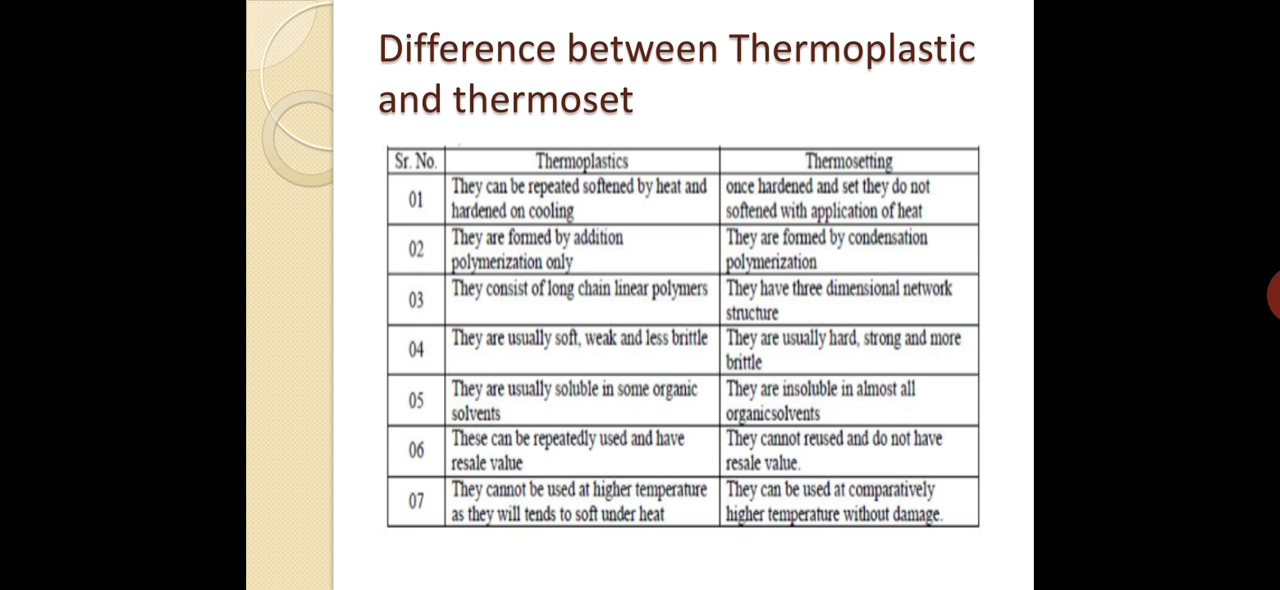 Difference between Thermoplastic
and thermoset
Sr. No. Thermoplastics Thermosetting
01 They can be repeated softened by heat and once hardened and set they do not
hardened on cooling softened with application of heat
02 They are formed by addition They are formed by condensation
polymerization only polymerization
03 They consist of long chain linear polymers They have three dimensional network
structure
04 They are usually soft, weak and less brittle They are usually hard, strong and more
brittle
05 They are usually soluble in some organic They are insoluble in almost all
solvents organicsolvents
06 These can be repeatedly used and have They cannot reused and do not have
resale value resale value.
07 They cannot be used at higher temperature They can be used at comparatively
as they will tends to soft under heat higher temperature without damage.